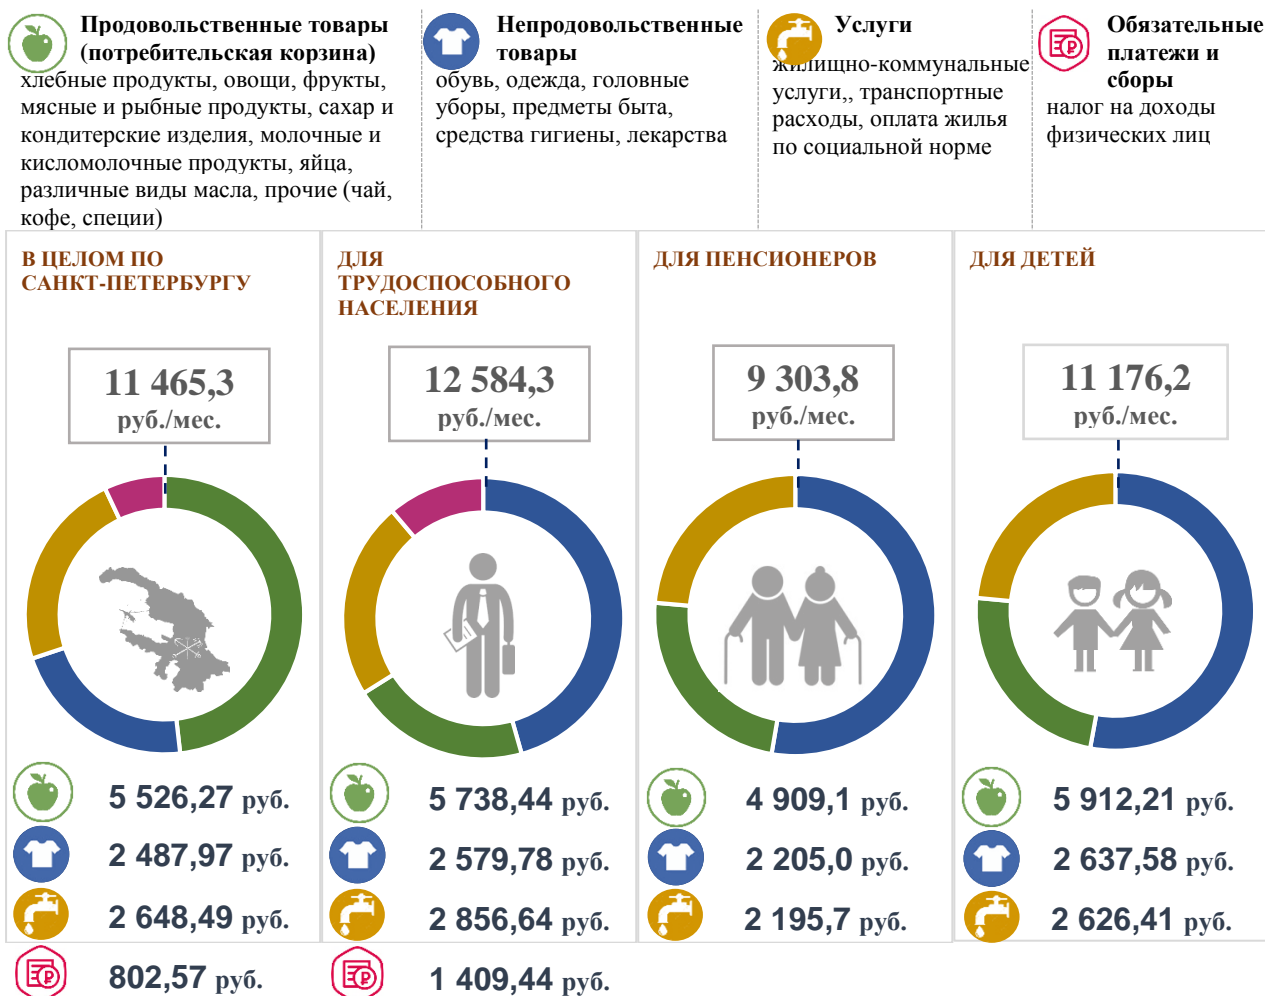 Продовольственные товары
(потребительская корзина)
хлебные продукты, овощи, фрукты,
мясные и рыбные продукты, сахар и
кондитерские изделия, молочные и
кисломолочные продукты, яйца,
различные виды масла, прочие (чай,
кофе, специи)
Непродовольственные
товары
обувь, одежда, головные
уборы, предметы быта,
средства гигиены, лекарства
Услуги
жилищно-коммунальные
услуги,, транспортные
расходы, оплата жилья
по социальной норме
Обязательные
платежи и
сборы
налог на доходы
физических лиц
В ЦЕЛОМ ПО
САНКТ-ПЕТЕРБУРГУ
11 465,3
руб./мес.
5 526,27 руб.
2 487,97 руб.
2 648,49 руб.
802,57 руб.
ДЛЯ
ТРУДОСПОСОБНОГО
НАСЕЛЕНИЯ
12 584,3
руб./мес.
5 738,44 руб.
2 579,78 руб.
2 856,64 руб.
1 409,44 руб.
ДЛЯ ПЕНСИОНЕРОВ
9 303,8
руб./мес.
4 909,1 руб.
2 205,0 руб.
2 195,7 руб.
ДЛЯ ДЕТЕЙ
11 176,2
руб./мес.
5 912,21 руб.
2 637,58 руб.
2 626,41 руб.